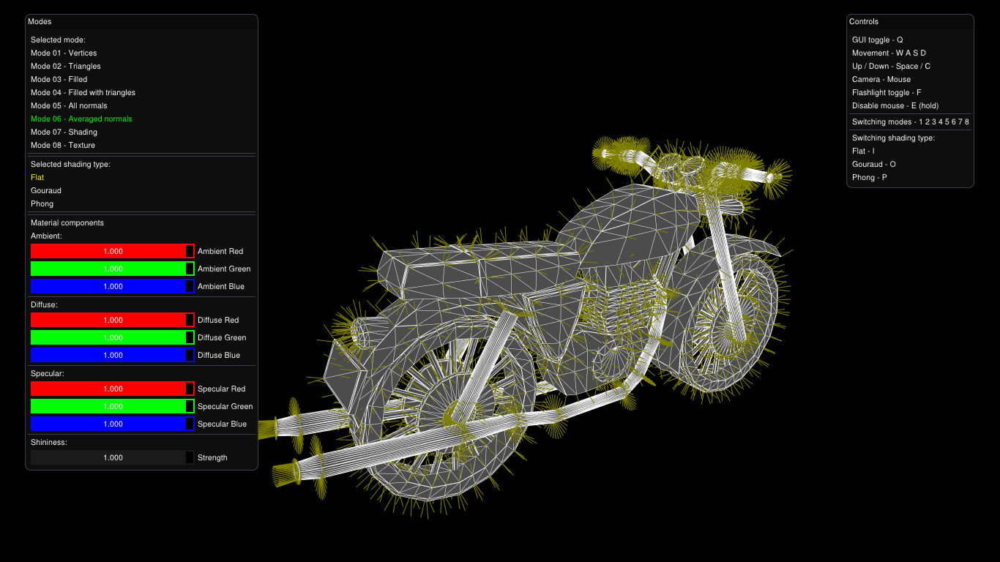 Modes
Selected mode:
Mode 01 - Vertices
Mode 02 - Triangles
Mode 03 - Filled
Mode 04 - Filled with triangles
Mode 05 - All normals
Mode 06 - Averaged normals
Mode 07 - Shading
Mode 08 - Texture
Selected shading type:
Flat
Gouraud
Phong
Material components
Ambient:
1.000 Ambient Red
1.000 Ambient Green
1.000 Ambient Blue
Diffuse:
1.000 Diffuse Red
1.000 Diffuse Green
1.000 Diffuse Blue
Specular:
1.000 Specular Red
1.000 Specular Green
1.000 Specular Blue
Shininess:
1.000 Strength
Controls
GUI toggle - Q
Movement - W A S D
Up / Down - Space / C
Camera - Mouse
Flashlight toggle - F
Disable mouse - E (hold)
Switching modes - 1 2 3 4 5 6 7 8
Switching shading type:
Flat - I
Gouraud - O
Phong - P